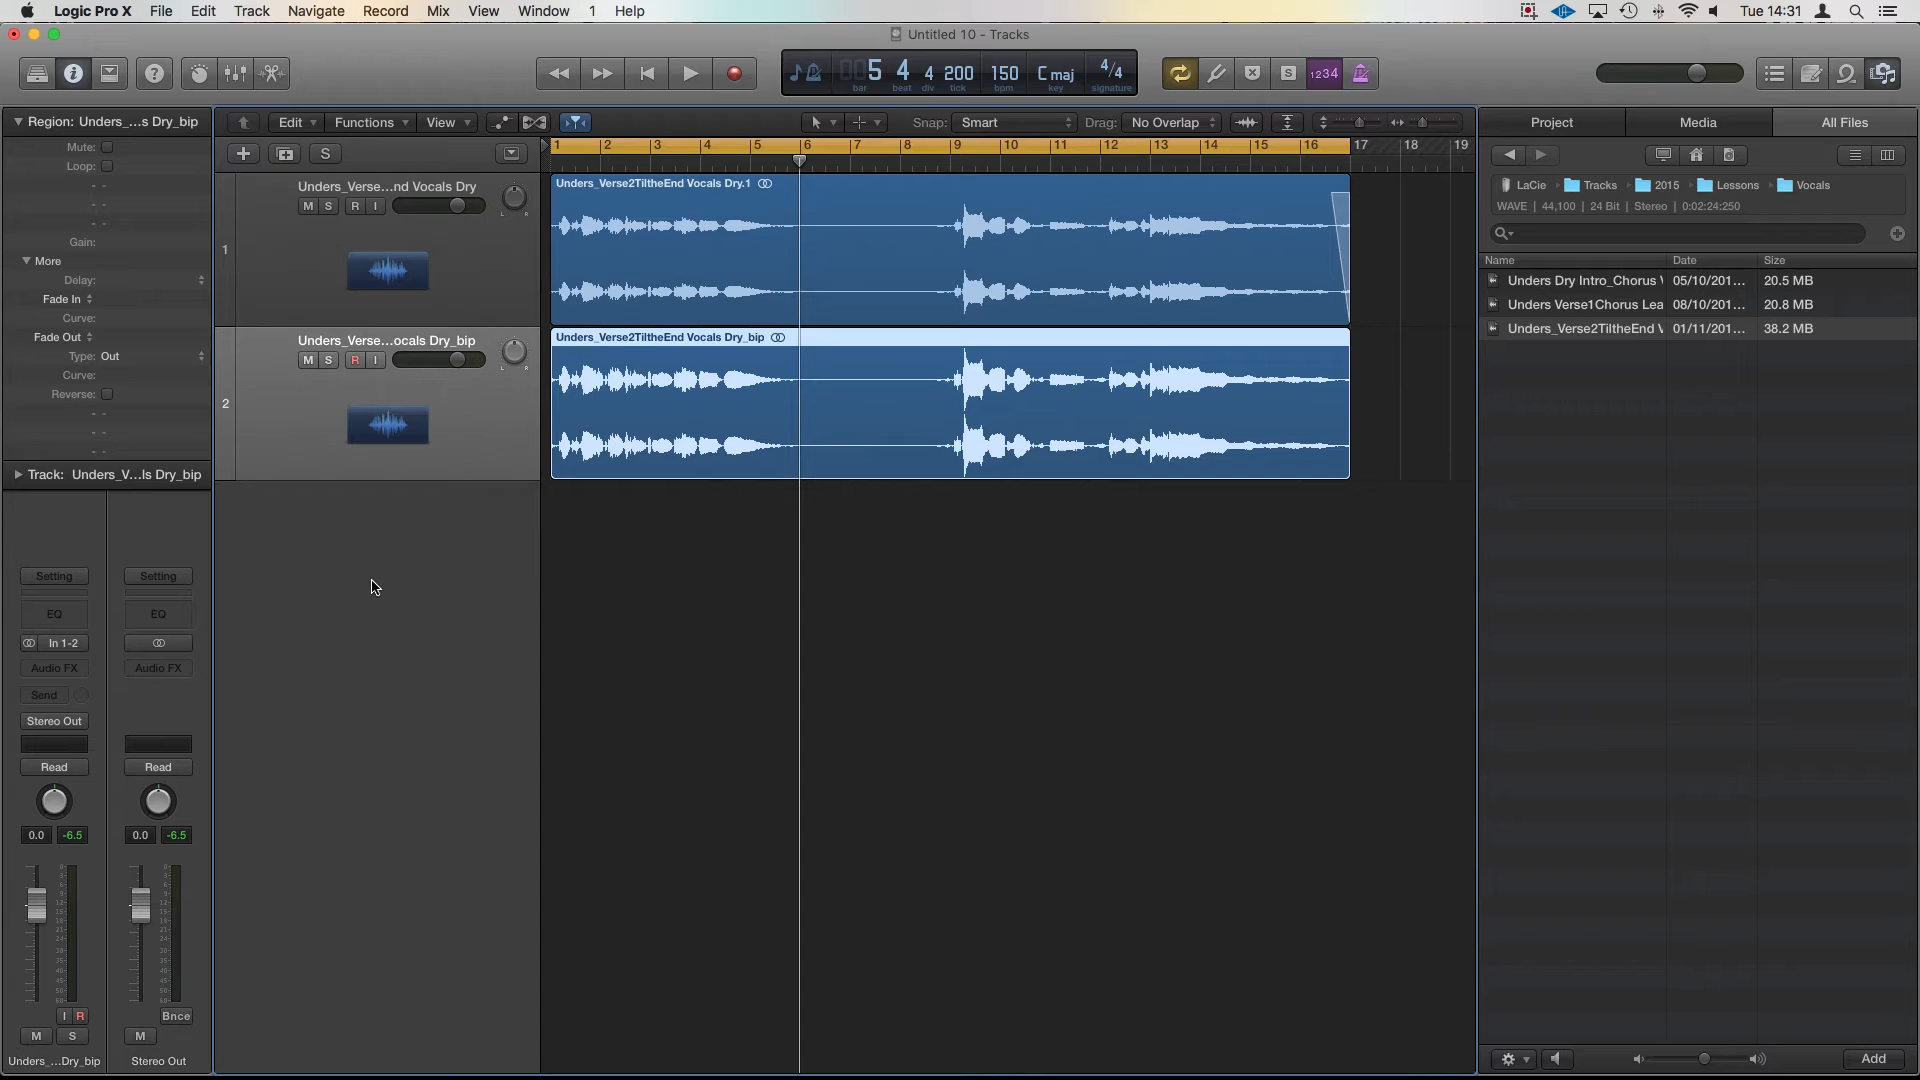 Logic Pro X File Edit Track Navigate Record Mix View Window 1 Help Tue 14:31
Untitled 10 - Tracks
5 4 4 200 150 C maj 4/4
bar beat div tick bpm key signature
1234
Region: Unders_...s Dry_bip
Edit Functions View Snap: Smart Drag: No Overlap
Project Media All Files
Mute:
Loop:
Gain:
More
Delay:
Fade In
Curve:
Fade Out
Type: Out
Curve:
Reverse:
Track: Unders_V...ls Dry_bip
S
1 2 3 4 5 6 7 8 9 10 11 12 13 14 15 16 17 18 19
1
Unders_Verse...nd Vocals Dry
M S R I
L R
Unders_Verse2TiltheEnd Vocals Dry.1
2
Unders_Verse...ocals Dry_bip
M S R I
L R
Unders_Verse2TiltheEnd Vocals Dry_bip
LaCie Tracks 2015 Lessons Vocals
WAVE | 44,100 | 24 Bit | Stereo | 0:02:24:250
Name Date Size
Unders Dry Intro_Chorus V 05/10/201... 20.5 MB
Unders Verse1Chorus Lea 08/10/201... 20.8 MB
Unders_Verse2TiltheEnd V 01/11/201... 38.2 MB
Setting Setting
EQ EQ
In 1-2
Audio FX Audio FX
Send
Stereo Out
Read Read
0.0 -6.5 0.0 -6.5
I R Bnce
M S M
Unders_...Dry_bip Stereo Out
Add